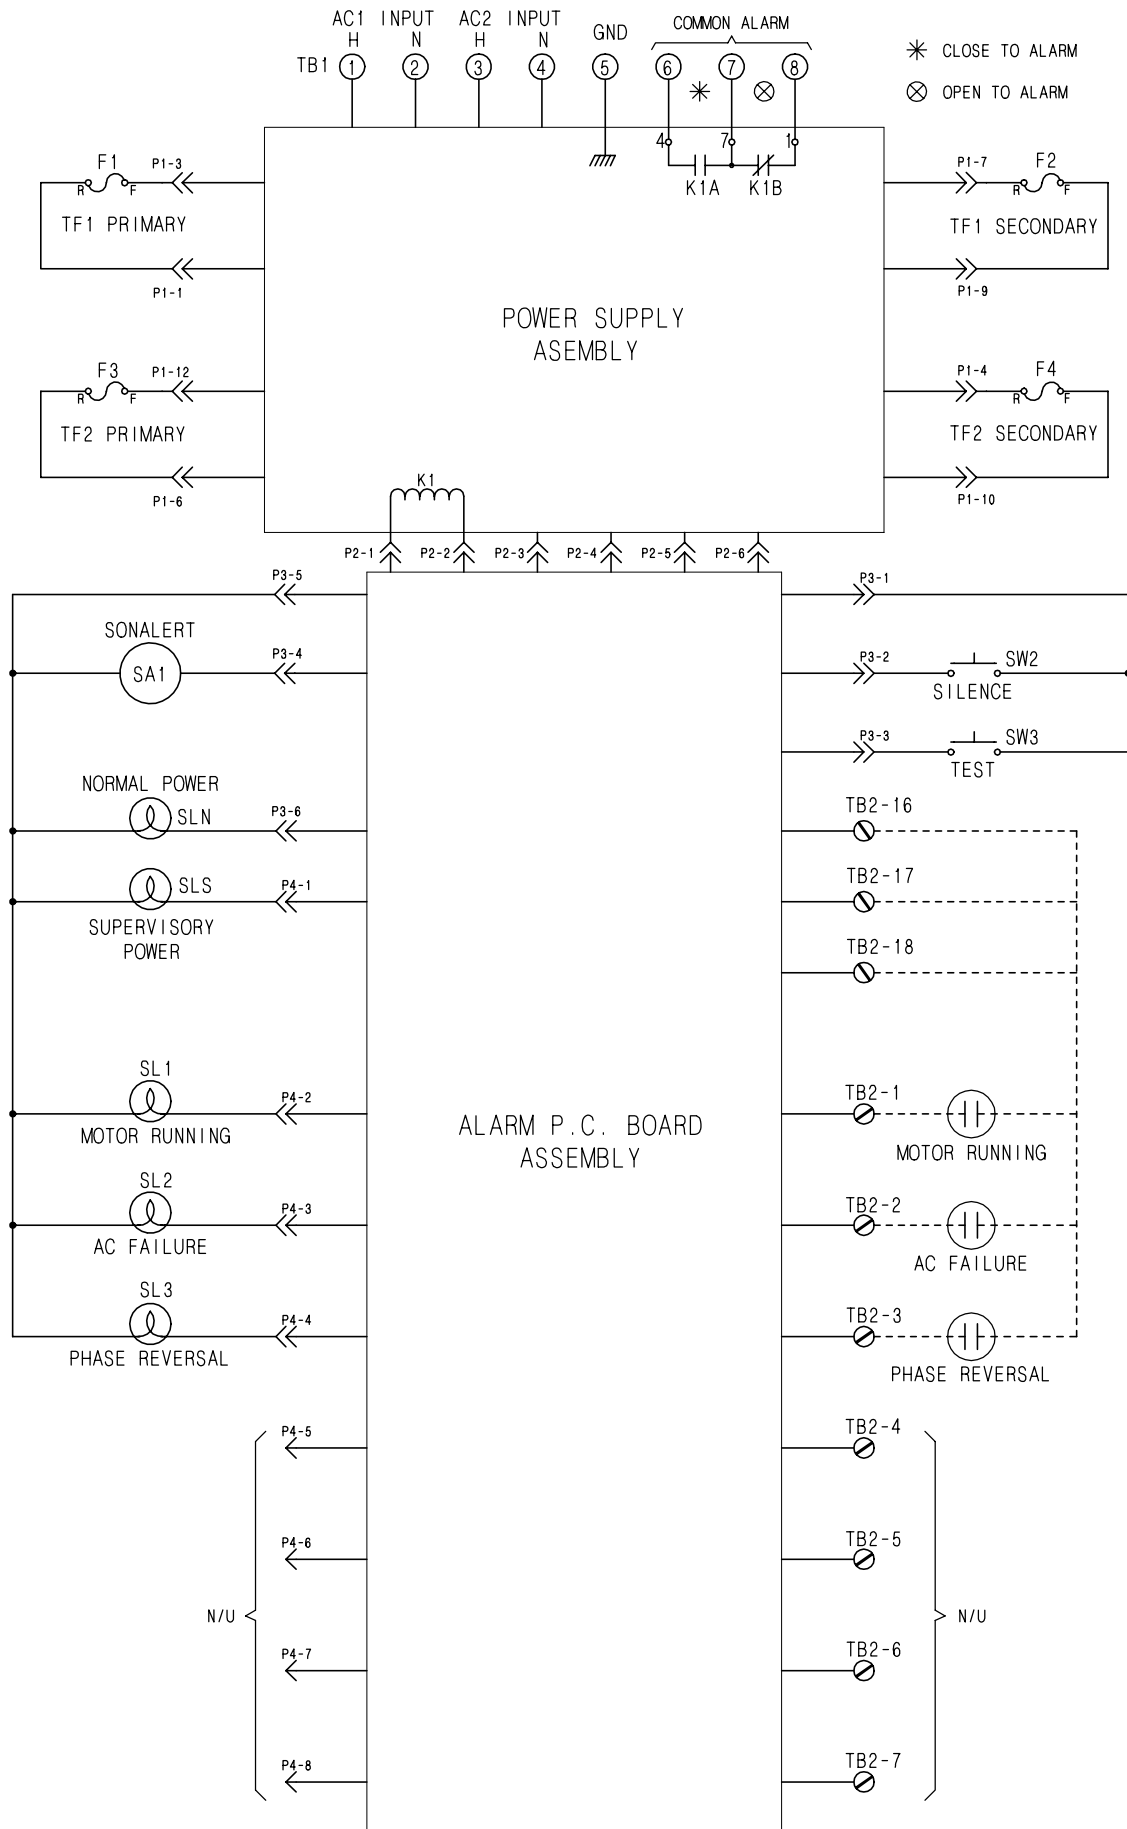 AC1 INPUT AC2 INPUT
H N H N GND COMMON ALARM
TB1 1 2 3 4 5 6 7 8
CLOSE TO ALARM
OPEN TO ALARM
4 7 1
K1A K1B
F1 P1-3
R F
TF1 PRIMARY
P1-1
P1-7 F2
R F
TF1 SECONDARY
P1-9
POWER SUPPLY
ASEMBLY
F3 P1-12
R F
TF2 PRIMARY
P1-6
P1-4 F4
R F
TF2 SECONDARY
P1-10
K1
P2-1 P2-2 P2-3 P2-4 P2-5 P2-6
P3-5
SONALERT
SA1
P3-4
NORMAL POWER
SLN
P3-6
SLS
P4-1
SUPERVISORY
POWER
SL1
P4-2
MOTOR RUNNING
SL2
P4-3
AC FAILURE
SL3
P4-4
PHASE REVERSAL
P4-5
P4-6
N/U
P4-7
P4-8
ALARM P.C. BOARD
ASSEMBLY
P3-1
P3-2
SW2
SILENCE
P3-3
SW3
TEST
TB2-16
TB2-17
TB2-18
TB2-1
MOTOR RUNNING
TB2-2
AC FAILURE
TB2-3
PHASE REVERSAL
TB2-4
TB2-5
N/U
TB2-6
TB2-7